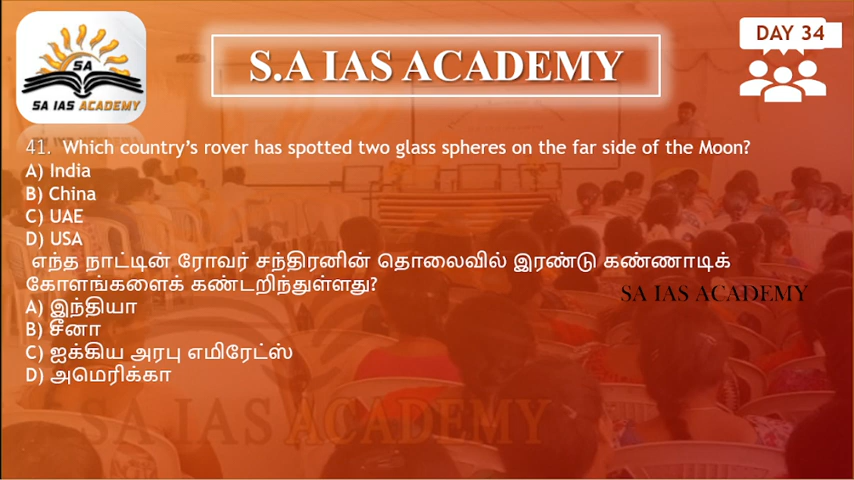 SA
SA IAS ACADEMY
S.A IAS ACADEMY
DAY 34
41. Which country’s rover has spotted two glass spheres on the far side of the Moon?
A) India
B) China
C) UAE
D) USA
எந்த நாட்டின் ரோவர் சந்திரனின் தொலைவில் இரண்டு கண்ணாடிக்
கோளங்களைக் கண்டறிந்துள்ளது?
A) இந்தியா
B) சீனா
C) ஐக்கிய அரபு எமிரேட்ஸ்
D) அமெரிக்கா
SA IAS ACADEMY
SA IAS ACADEMY